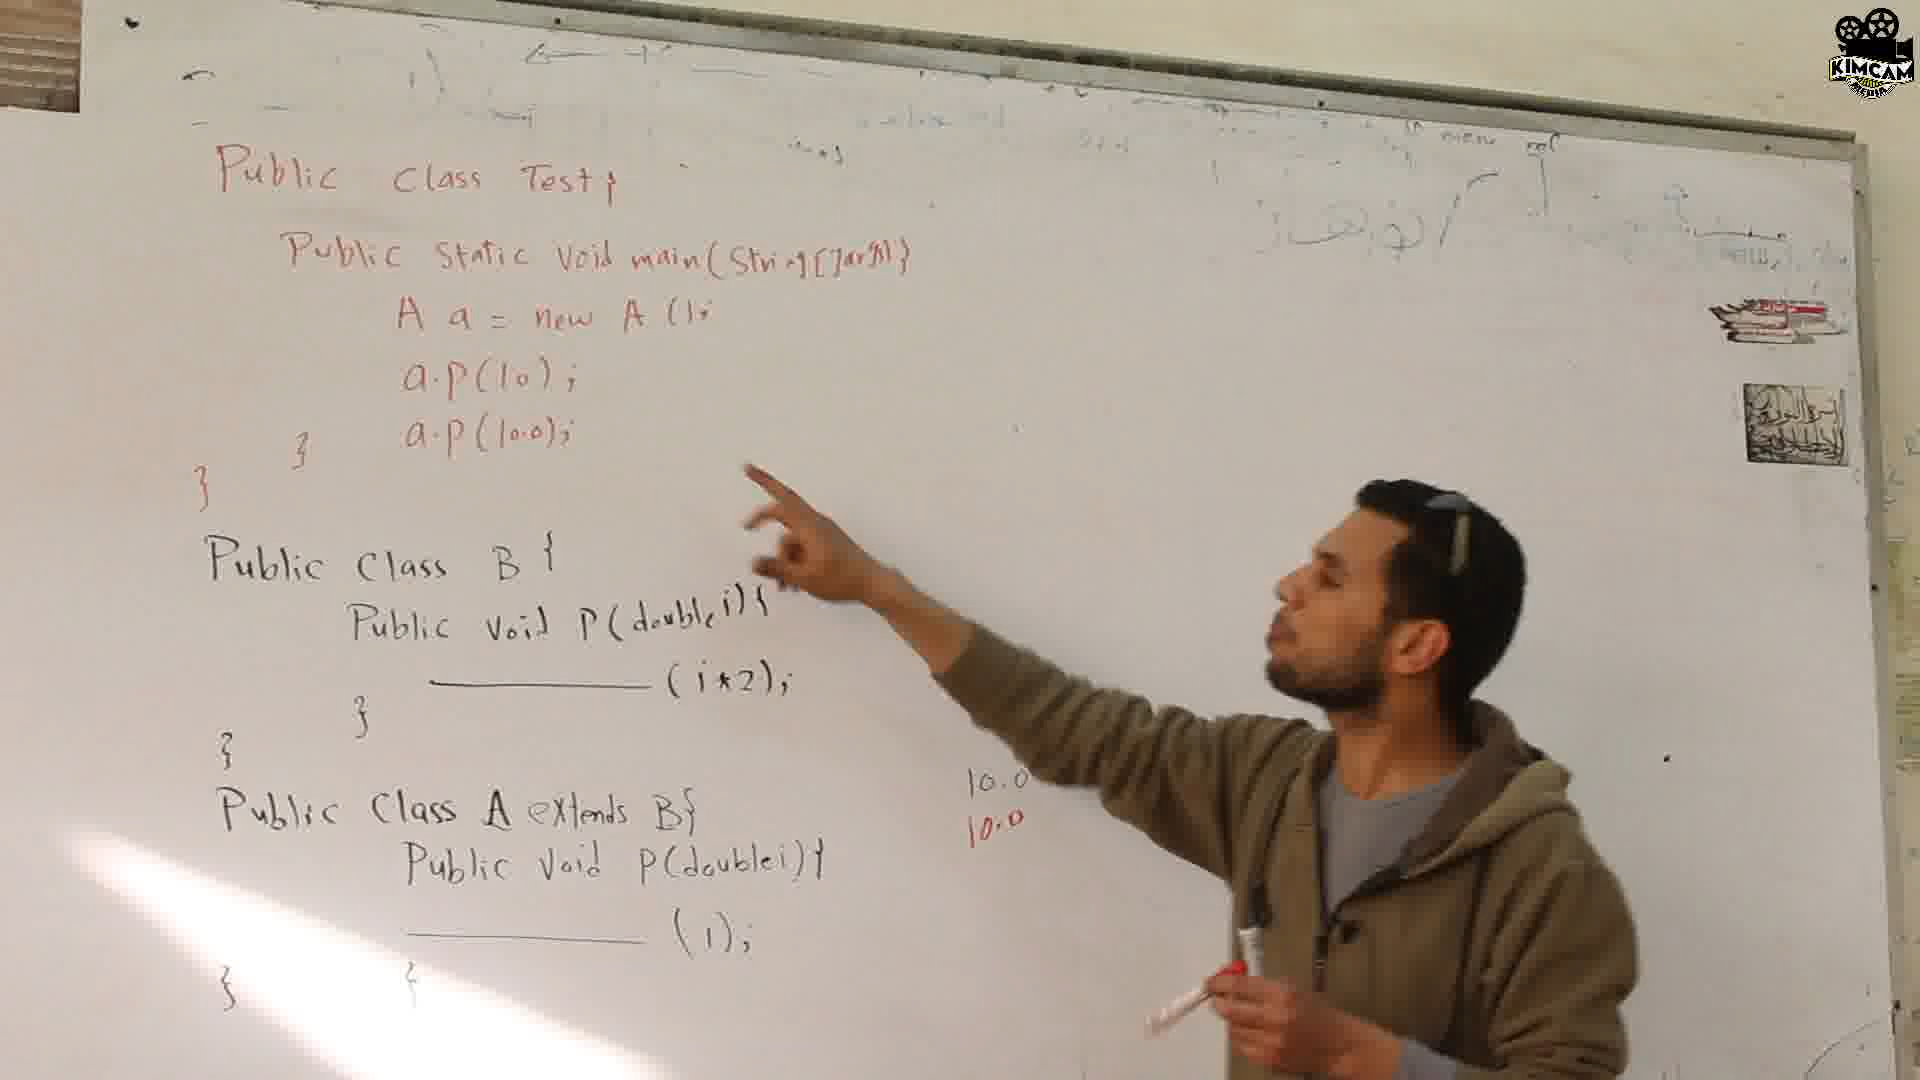 KIMCAM
MEDIA
Public Class Test{
Public Static Void main(String[]args){
A a = new A ();
a.p(10);
a.p(10.0);
}
}
Public Class B {
Public void P(double i){
(i*2);
}
}
Public Class A extends B{
Public Void P(double i){
(i);
}
{
10.0
10.0